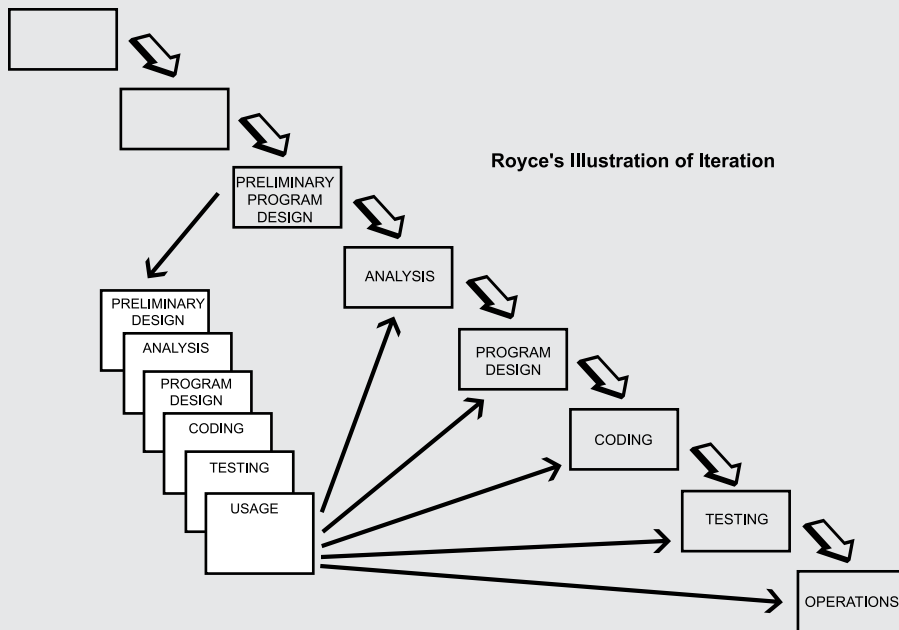 Royce's Illustration of Iteration
PRELIMINARY
PROGRAM
DESIGN
ANALYSIS
PROGRAM
DESIGN
CODING
TESTING
OPERATIONS
PRELIMINARY
DESIGN
ANALYSIS
PROGRAM
DESIGN
CODING
TESTING
USAGE